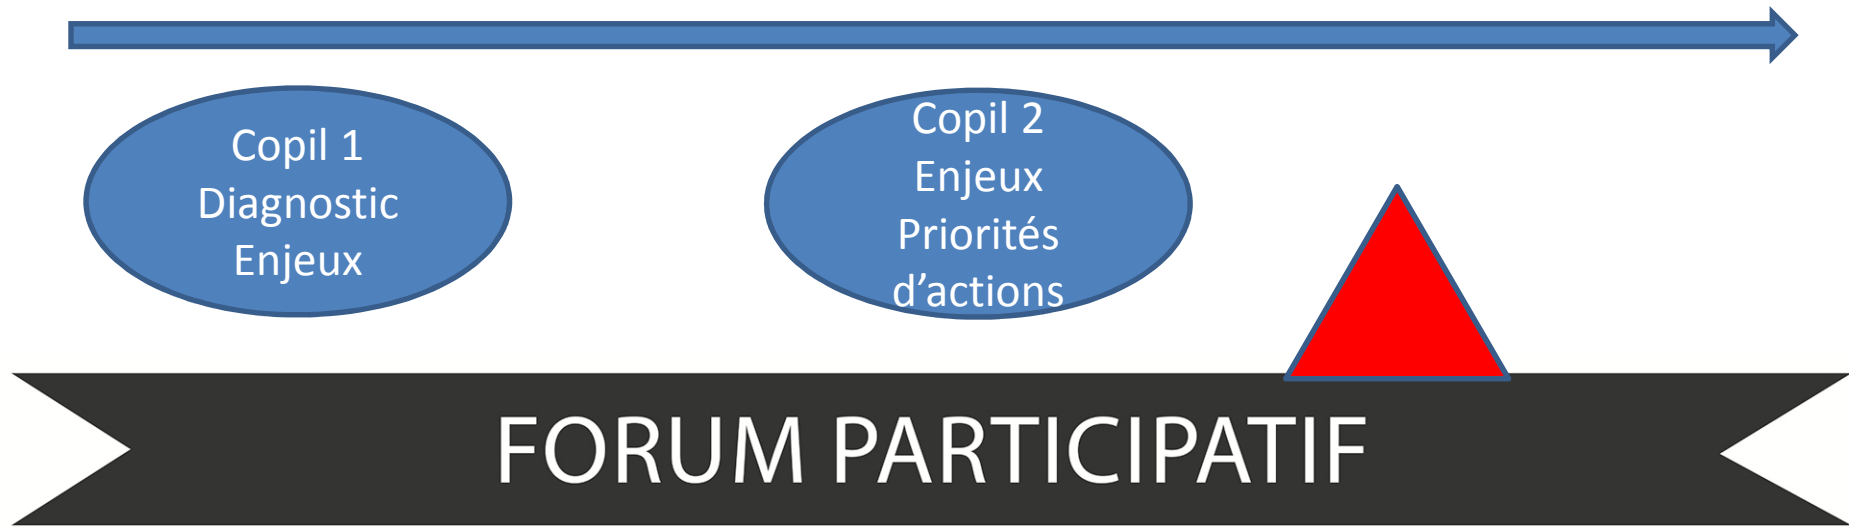 Copil 1
Diagnostic
Enjeux
Copil 2
Enjeux
Priorités
d’actions
FORUM PARTICIPATIF